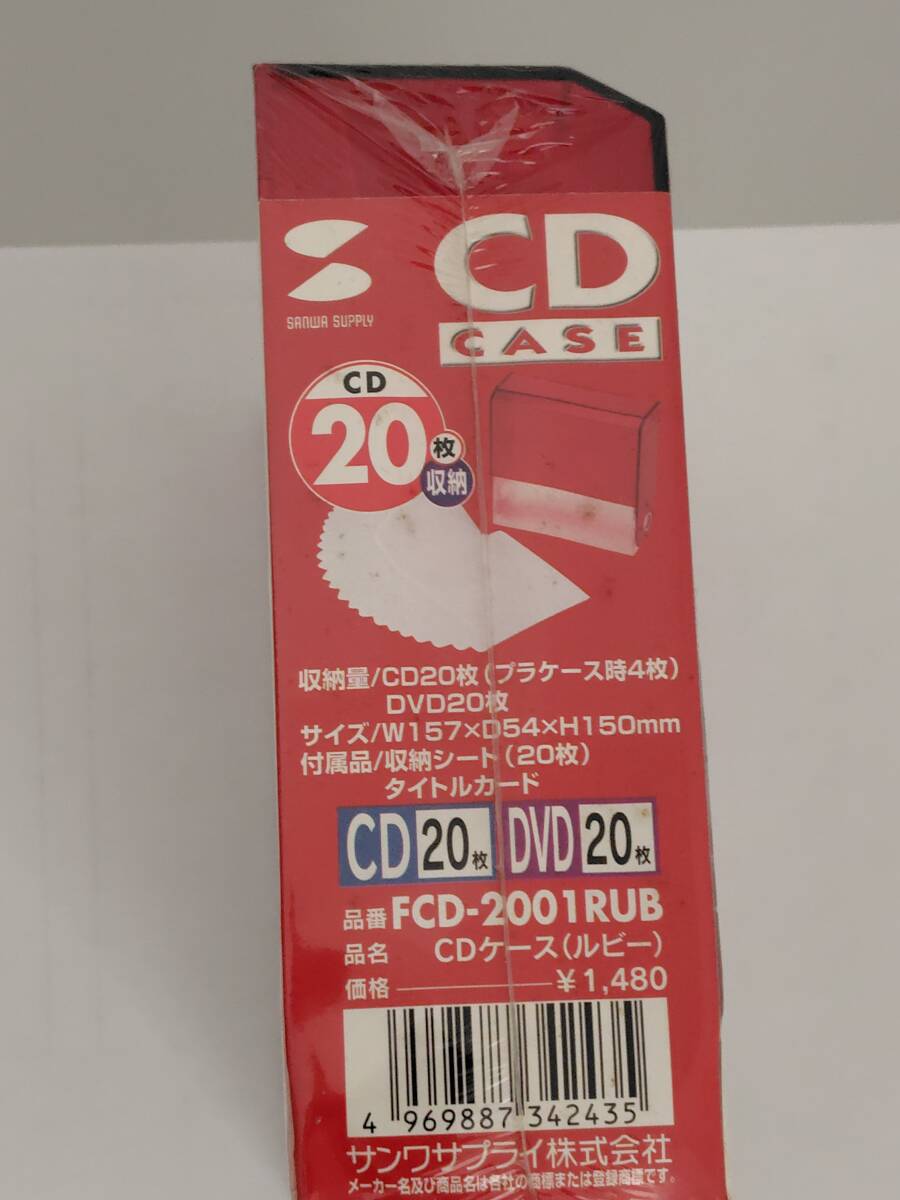 SANWA SUPPLY
CD
CASE
CD
20枚
収納
収納量/CD20枚(プラケース時4枚)
DVD20枚
サイズ/W157×D54×H150mm
付属品/収納シート(20枚)
タイトルカード
CD 20枚 DVD 20枚
品番 FCD-2001RUB
品名 CDケース(ルビー)
価格 ¥1,480
4 969887 342435
サンワサプライ株式会社
メーカー名及び商品名は各社の商標または登録商標です。